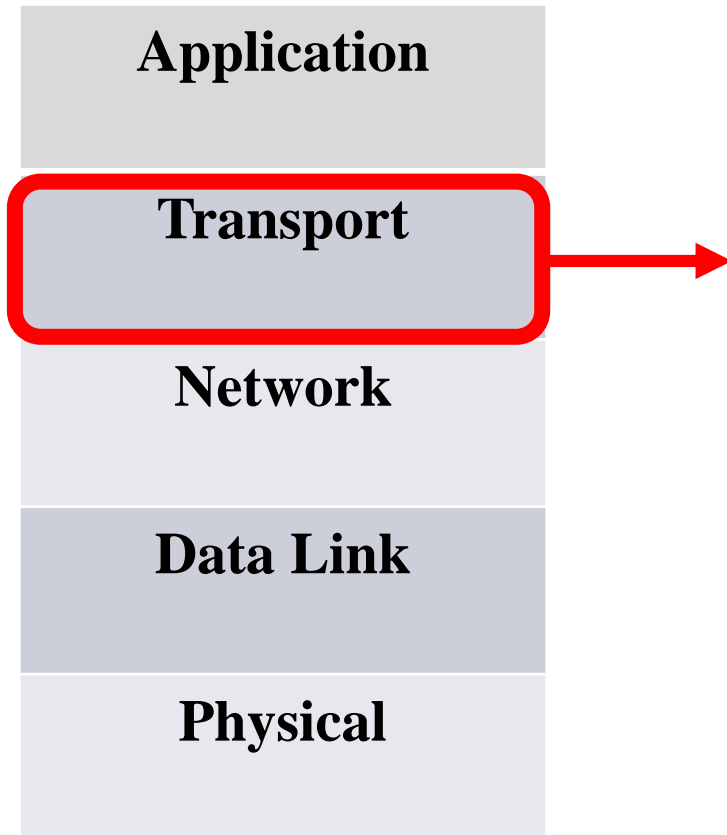 Application
Transport
Network
Data Link
Physical